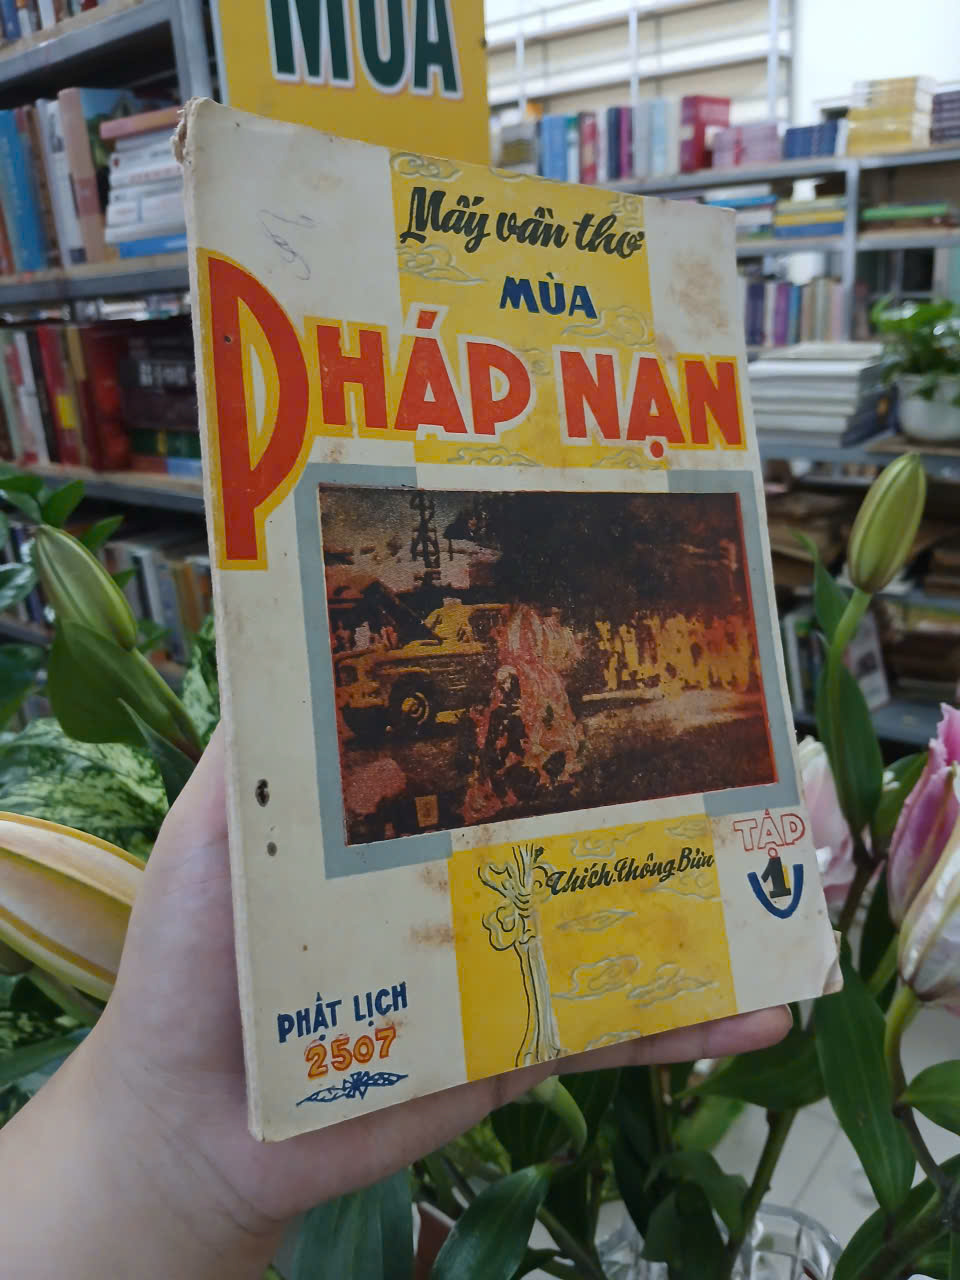 MÙA
Mấy vần thơ
MÙA
PHÁP NẠN
Thích.thông Bửu
TẬP
1
PHẬT LỊCH
2507